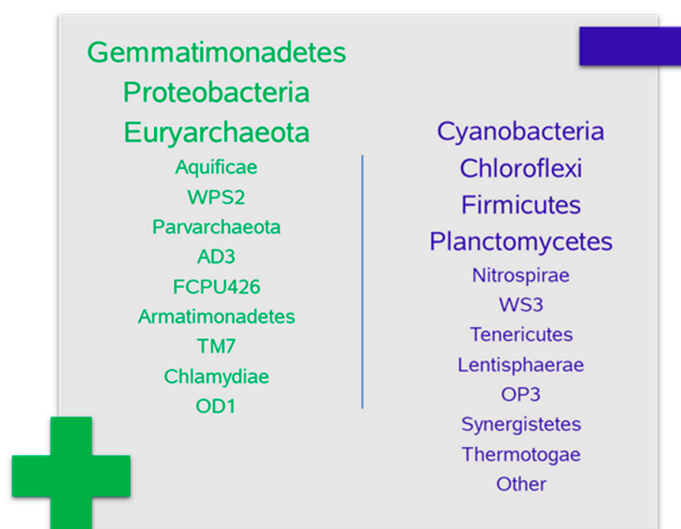 Gemmatimonadetes
Proteobacteria
Euryarchaeota
Aquificae
WPS2
Parvarchaeota
AD3
FCPU426
Armatimonadetes
TM7
Chlamydiae
OD1
Cyanobacteria
Chloroflexi
Firmicutes
Planctomycetes
Nitrospirae
WS3
Tenericutes
Lentisphaerae
OP3
Synergistetes
Thermotogae
Other